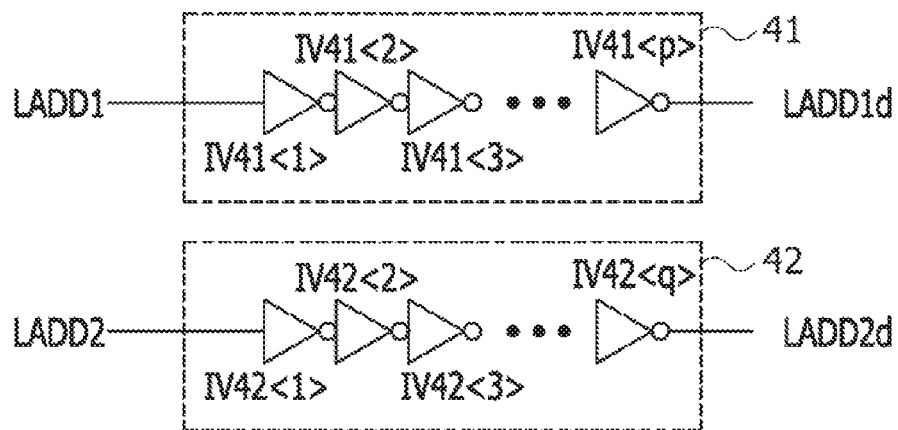 IV41<2> IV41<p> 41
LADD1 LADD1d
IV41<1> IV41<3>
IV42<2> IV42<q> 42
LADD2 LADD2d
IV42<1> IV42<3>